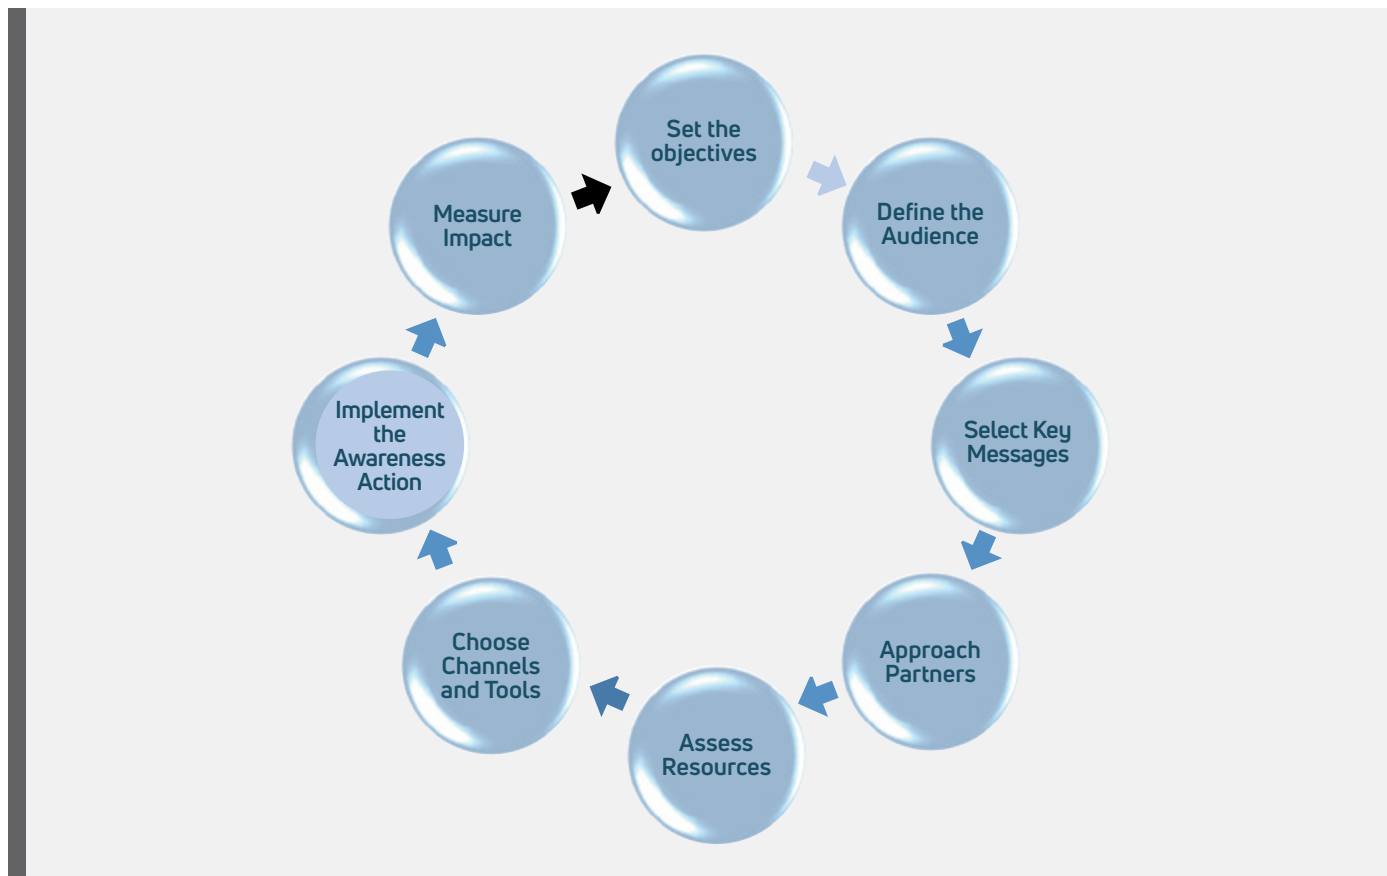 Set the
objectives
Define the
Audience
Select Key
Messages
Approach
Partners
Assess
Resources
Choose
Channels
and Tools
Implement
the
Awareness
Action
Measure
Impact